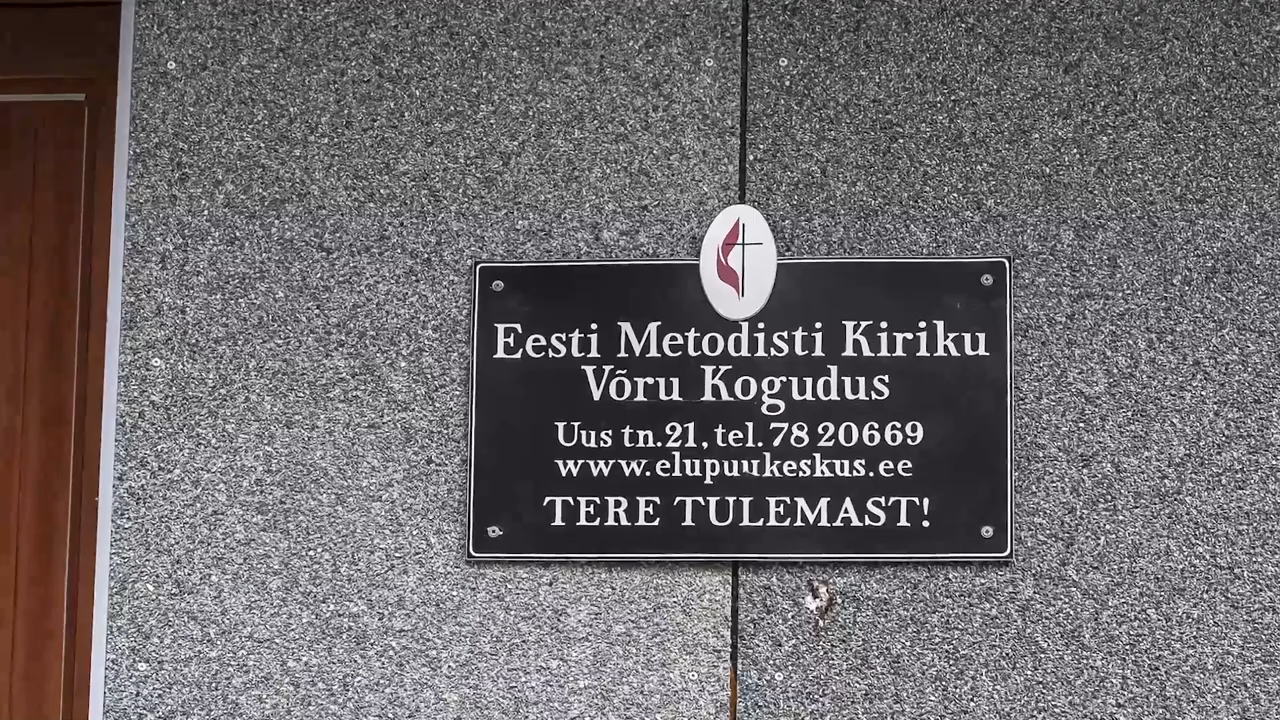 Eesti Metodisti Kiriku
Võru Kogudus
Uus tn.21, tel. 78 20669
www.elupuukeskus.ee
TERE TULEMAST!